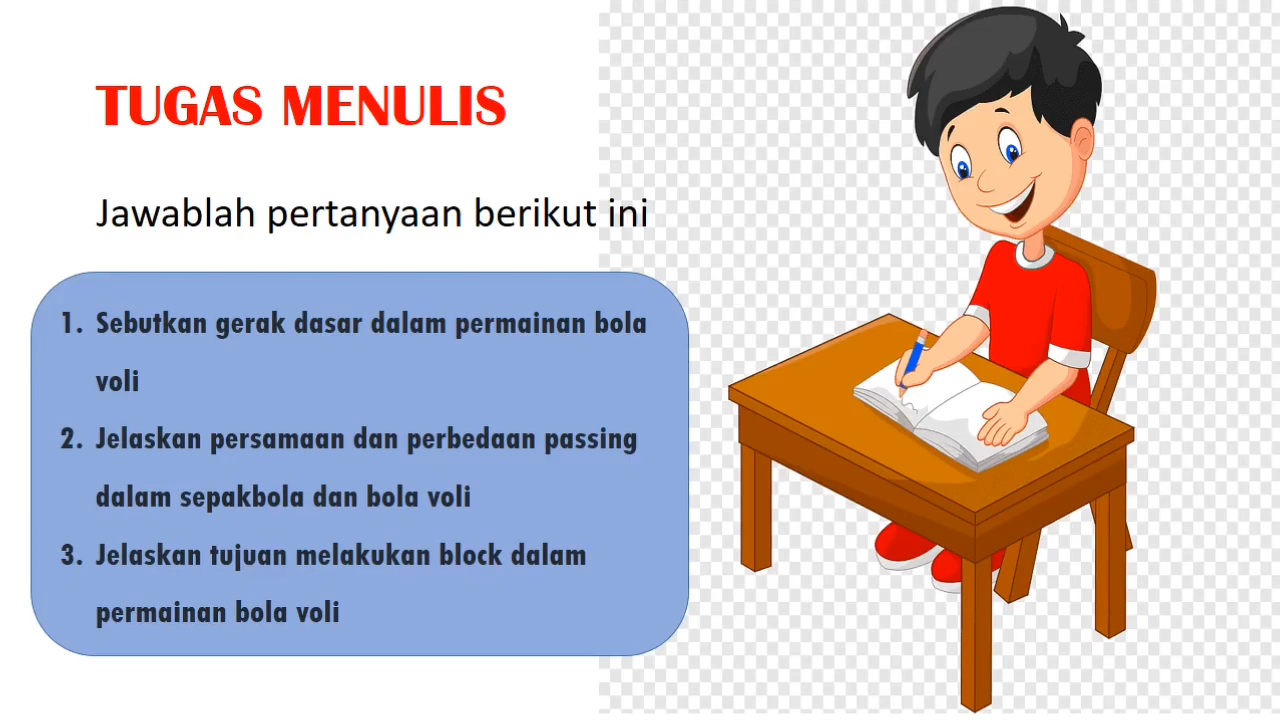 TUGAS MENULIS
Jawablah pertanyaan berikut ini
1. Sebutkan gerak dasar dalam permainan bola
voli
2. Jelaskan persamaan dan perbedaan passing
dalam sepakbola dan bola voli
3. Jelaskan tujuan melakukan block dalam
permainan bola voli